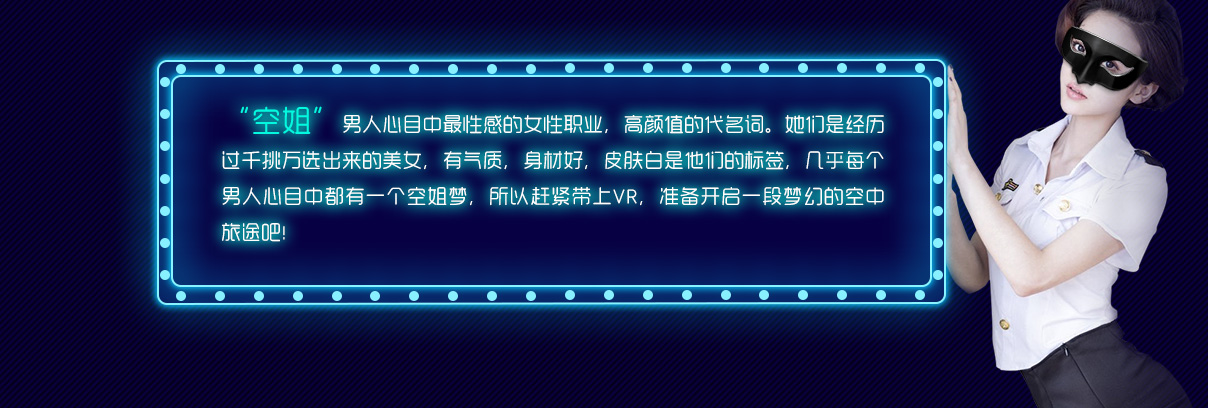 “空姐”男人心目中最性感的女性职业，高颜值的代名词。她们是经历
过千挑万选出来的美女，有气质，身材好，皮肤白是他们的标签，几乎每个
男人心目中都有一个空姐梦，所以赶紧带上VR，准备开启一段梦幻的空中
旅途吧!